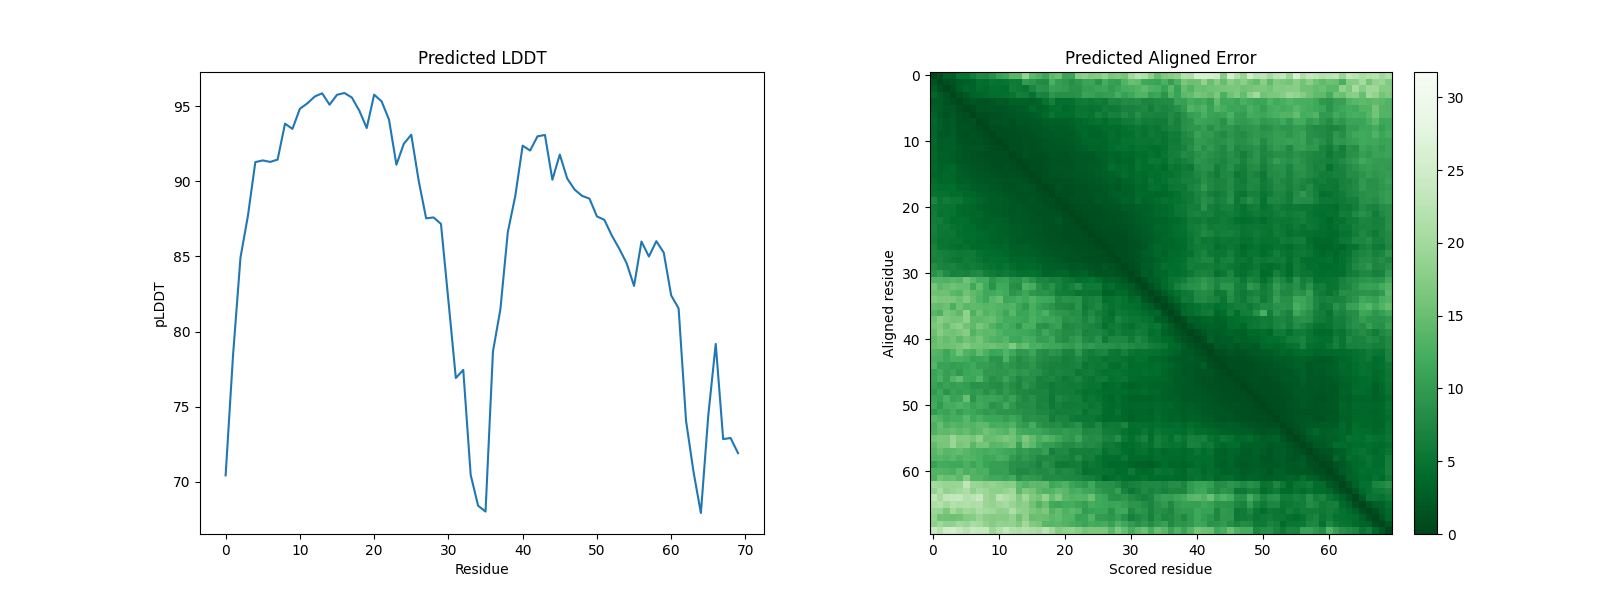 Predicted LDDT
95
90
85
80
75
70
pLDDT
0 10 20 30 40 50 60 70
Residue
Predicted Aligned Error
0
10
20
30
40
50
60
Aligned residue
0 10 20 30 40 50 60
Scored residue
30
25
20
15
10
5
0